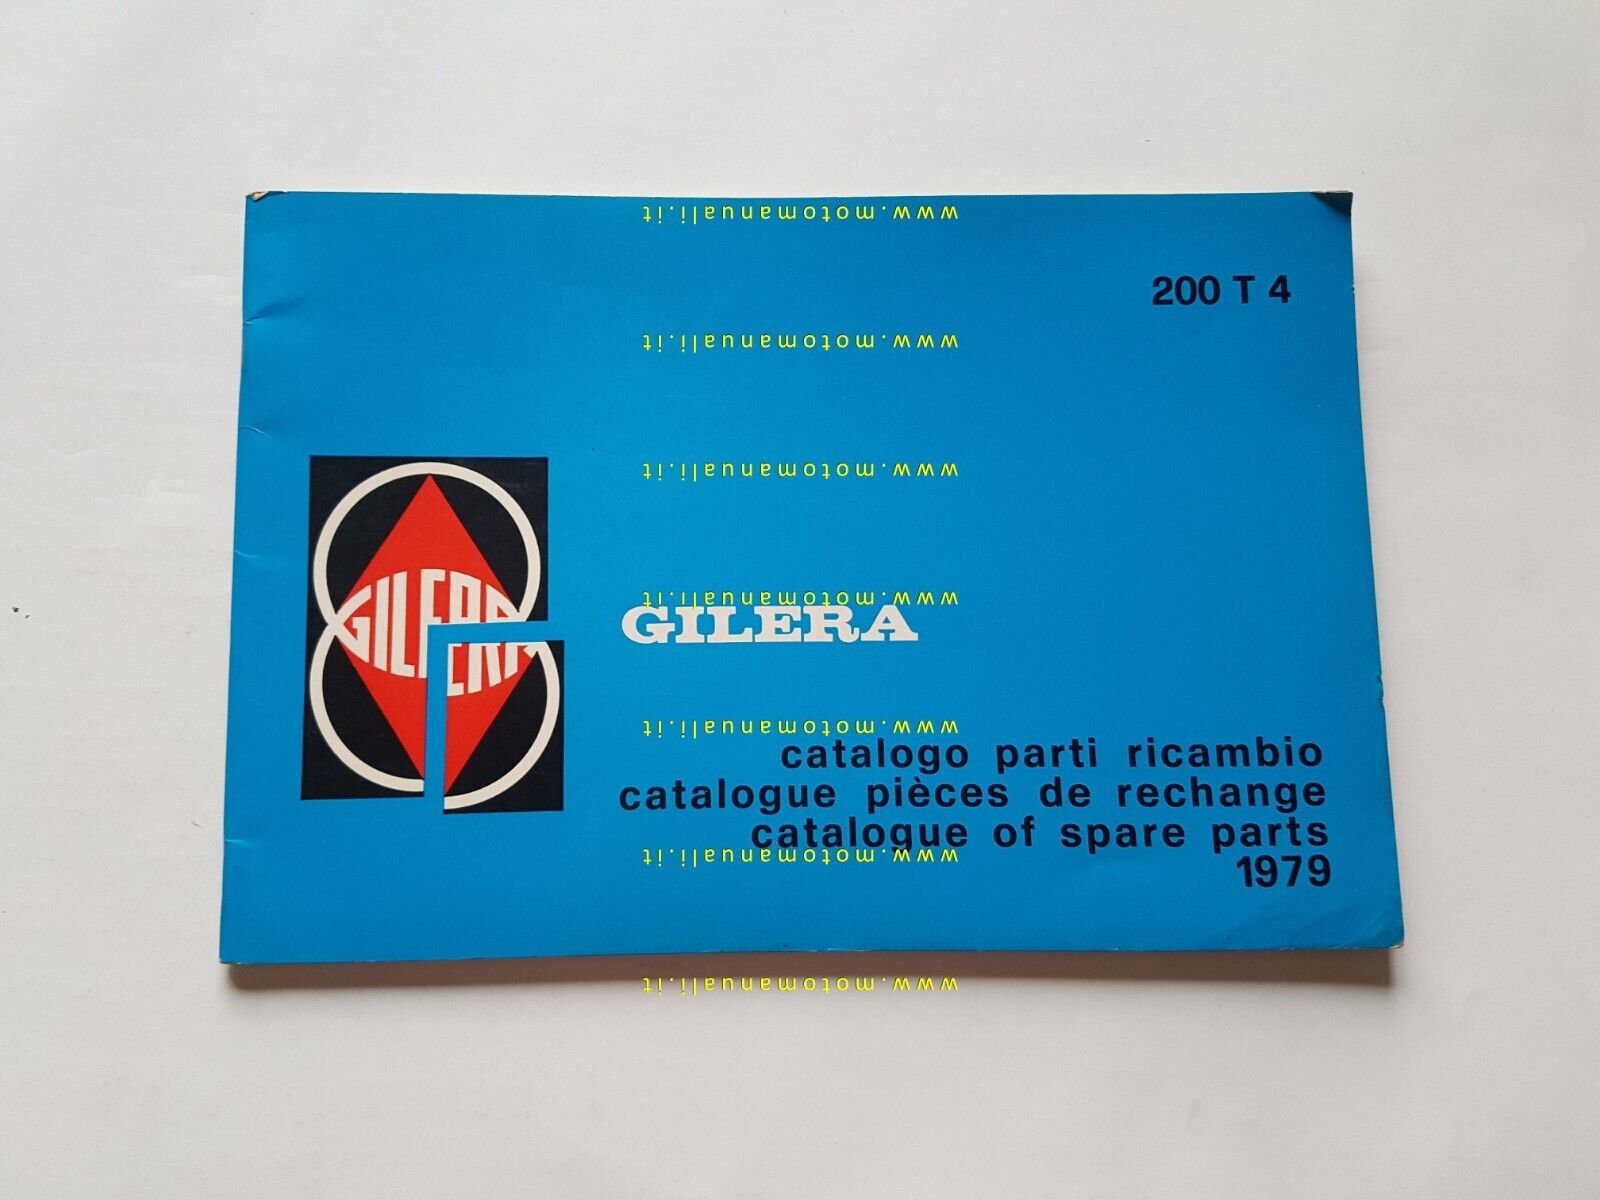 www.motomanuali.it
200 T 4
www.motomanuali.it
www.motomanuali.it
GILERA
www.motomanuali.it
GILERA
www.motomanuali.it
catalogo parti ricambio
catalogue pièces de rechange
catalogue of spare parts
www.motomanuali.it
1979
www.motomanuali.it